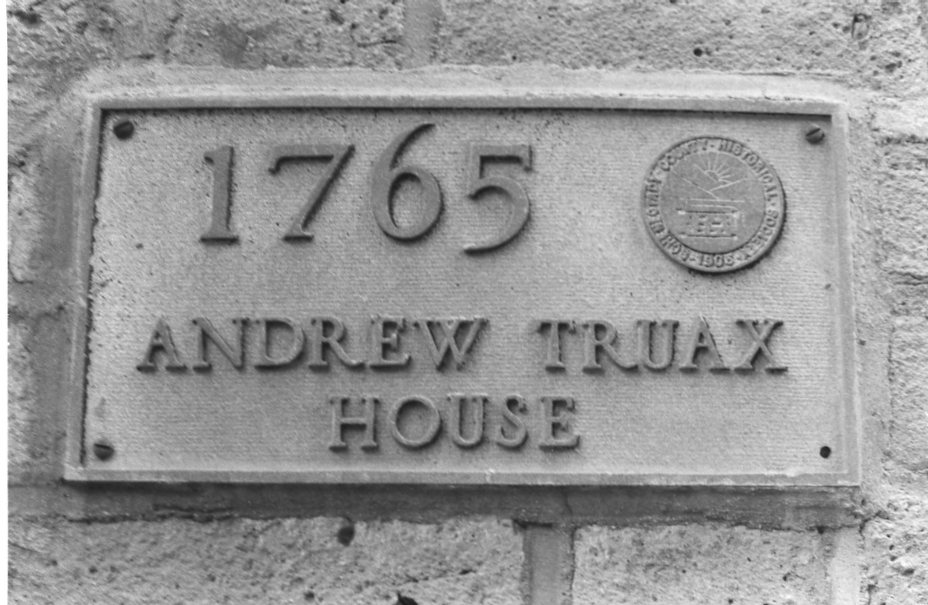 1765
SCHENECTADY COUNTY · HISTORICAL · SOCIETY
· 1905 ·
ANDREW TRUAX
HOUSE